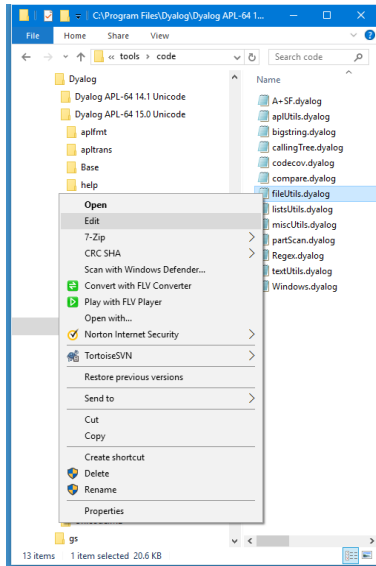 C:\Program Files\Dyalog\Dyalog APL-64 1...
File Home Share View
« tools > code
Search code
Dyalog
Dyalog APL-64 14.1 Unicode
Dyalog APL-64 15.0 Unicode
aplfmt
apltrans
Base
help
Name
A+SF.dyalog
aplUtils.dyalog
bigstring.dyalog
callingTree.dyalog
codecov.dyalog
compare.dyalog
fileUtils.dyalog
listsUtils.dyalog
miscUtils.dyalog
partScan.dyalog
Regex.dyalog
textUtils.dyalog
Windows.dyalog
Open
Edit
7-Zip
CRC SHA
Scan with Windows Defender...
Convert with FLV Converter
Play with FLV Player
Open with...
Norton Internet Security
TortoiseSVN
Restore previous versions
Send to
Cut
Copy
Create shortcut
Delete
Rename
Properties
gs
13 items 1 item selected 20.6 KB